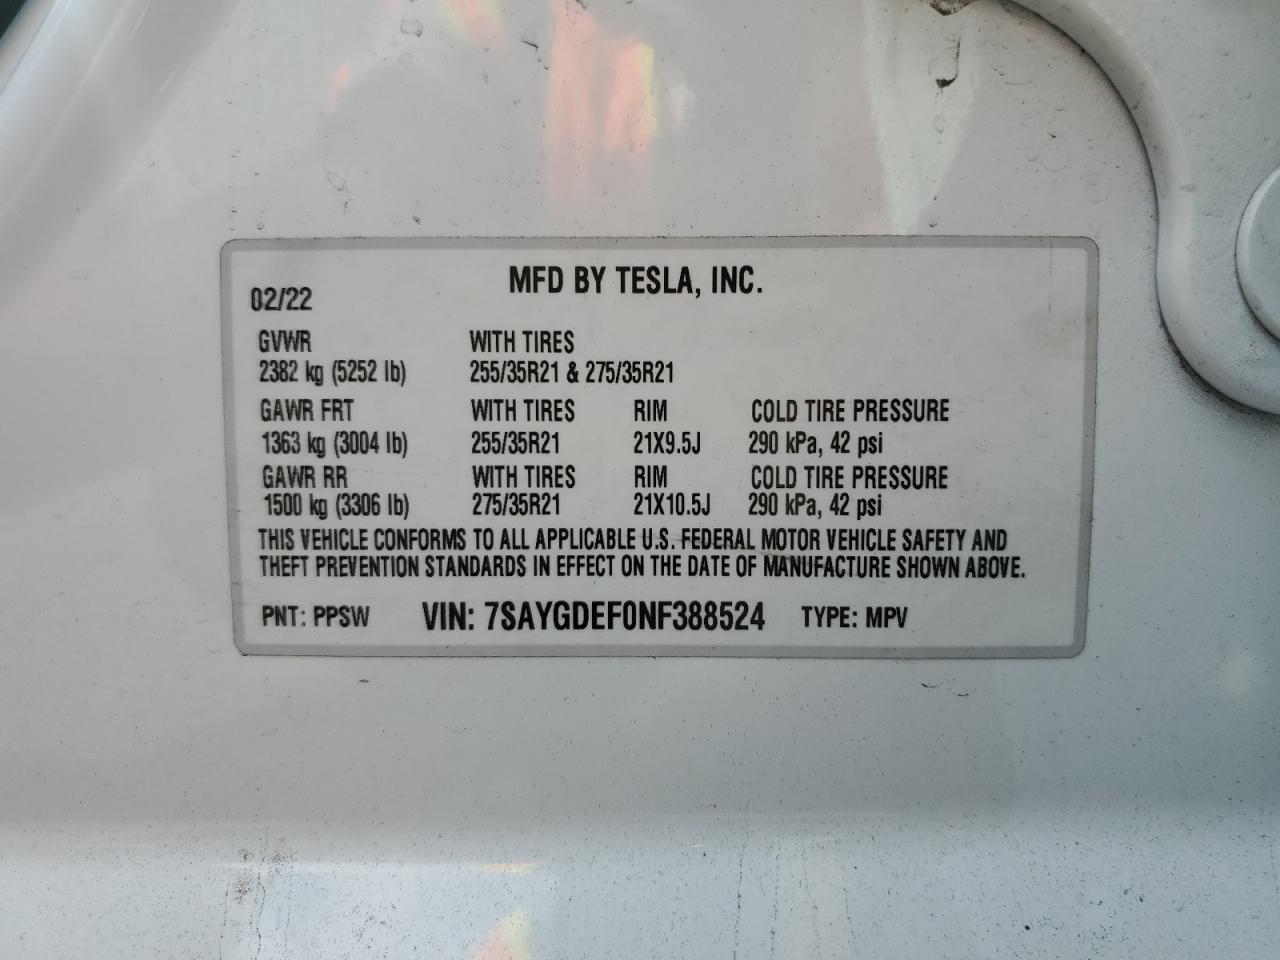 MFD BY TESLA, INC.
02/22
GVWR WITH TIRES
2382 kg (5252 lb) 255/35R21 & 275/35R21
GAWR FRT WITH TIRES RIM COLD TIRE PRESSURE
1363 kg (3004 lb) 255/35R21 21X9.5J 290 kPa, 42 psi
GAWR RR WITH TIRES RIM COLD TIRE PRESSURE
1500 kg (3306 lb) 275/35R21 21X10.5J 290 kPa, 42 psi
THIS VEHICLE CONFORMS TO ALL APPLICABLE U.S. FEDERAL MOTOR VEHICLE SAFETY AND
THEFT PREVENTION STANDARDS IN EFFECT ON THE DATE OF MANUFACTURE SHOWN ABOVE.
PNT: PPSW VIN: 7SAYGDEF0NF388524 TYPE: MPV